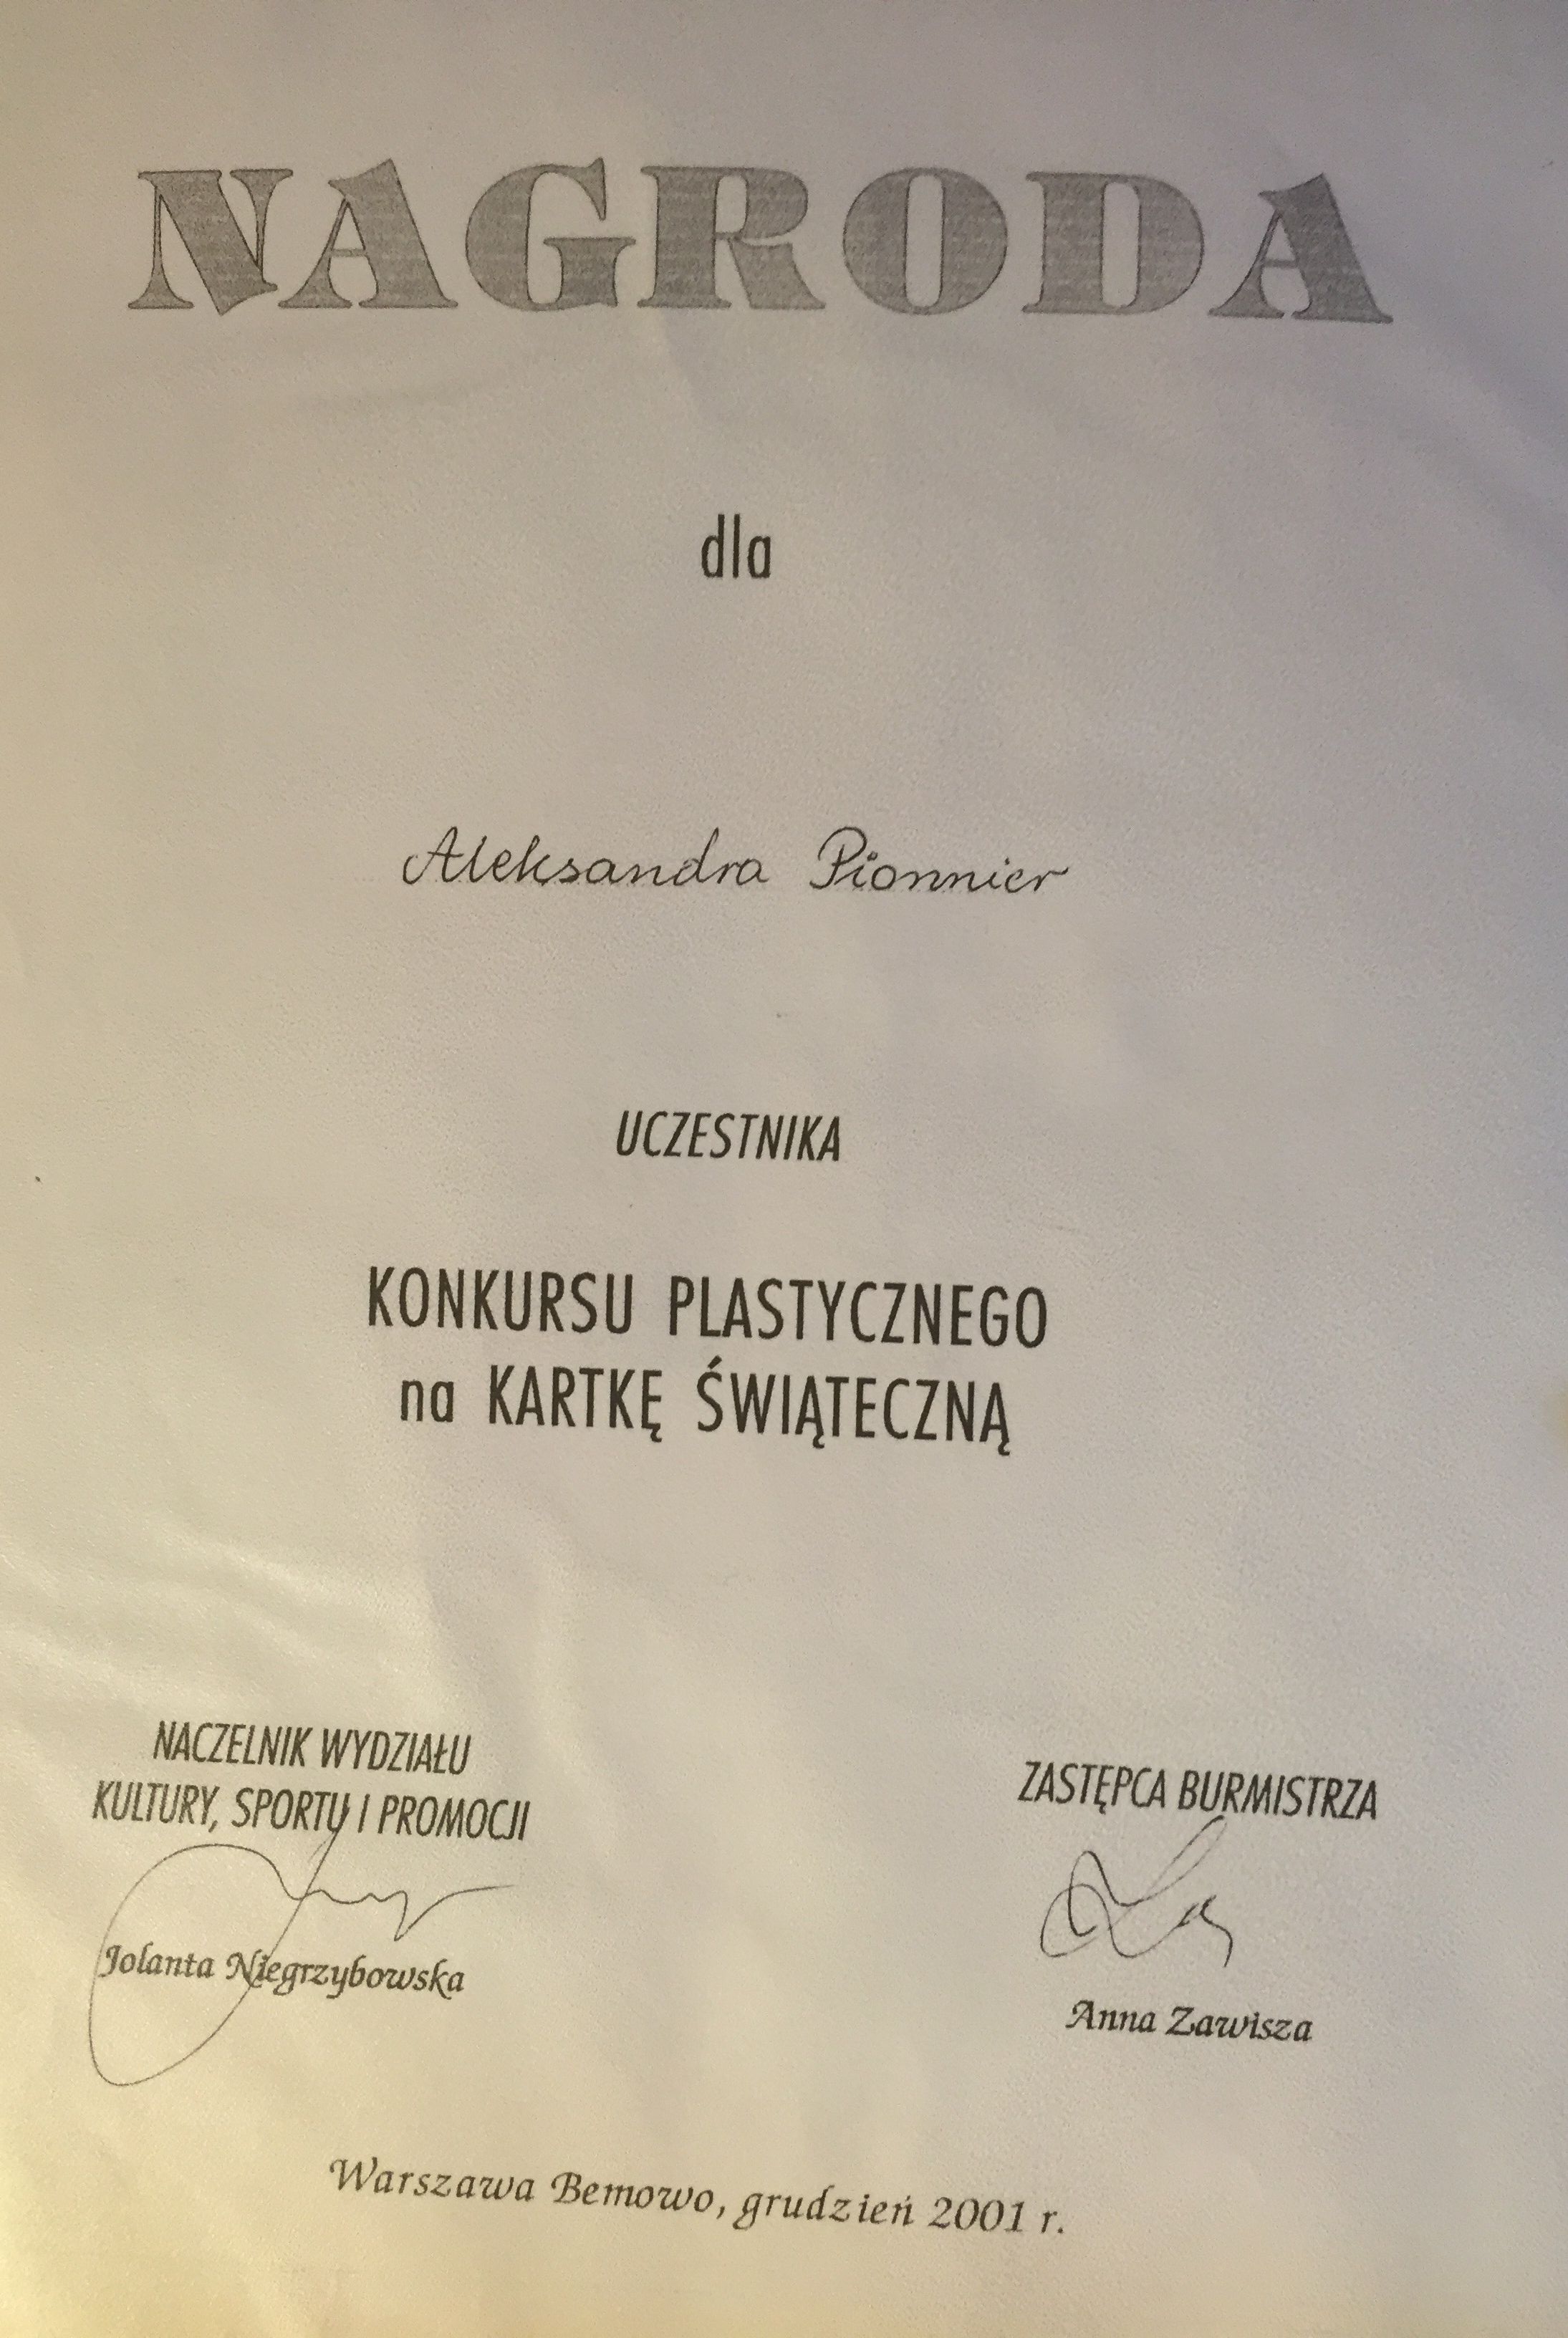 NAGRODA
dla
Aleksandra Pionnier
UCZESTNIKA
KONKURSU PLASTYCZNEGO
na KARTKĘ ŚWIĄTECZNĄ
NACZELNIK WYDZIAŁU
KULTURY, SPORTU I PROMOCJI
Jolanta Niegrzybowska
ZASTĘPCA BURMISTRZA
Anna Zawisza
Warszawa Bemowo, grudzień 2001 r.